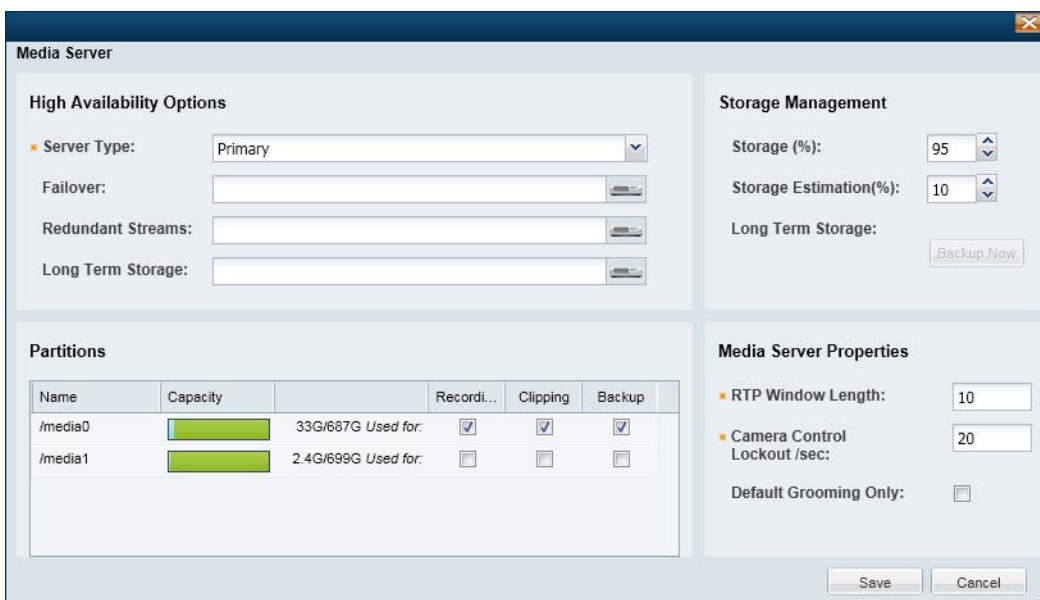 Media Server
High Availability Options
* Server Type: Primary
Failover:
Redundant Streams:
Long Term Storage:
Storage Management
Storage (%): 95
Storage Estimation(%): 10
Long Term Storage:
Backup Now
Partitions
Name Capacity Recordi... Clipping Backup
/media0 33G/687G Used for:
/media1 2.4G/699G Used for:
Media Server Properties
* RTP Window Length: 10
* Camera Control 20
Lockout /sec:
Default Grooming Only:
Save Cancel